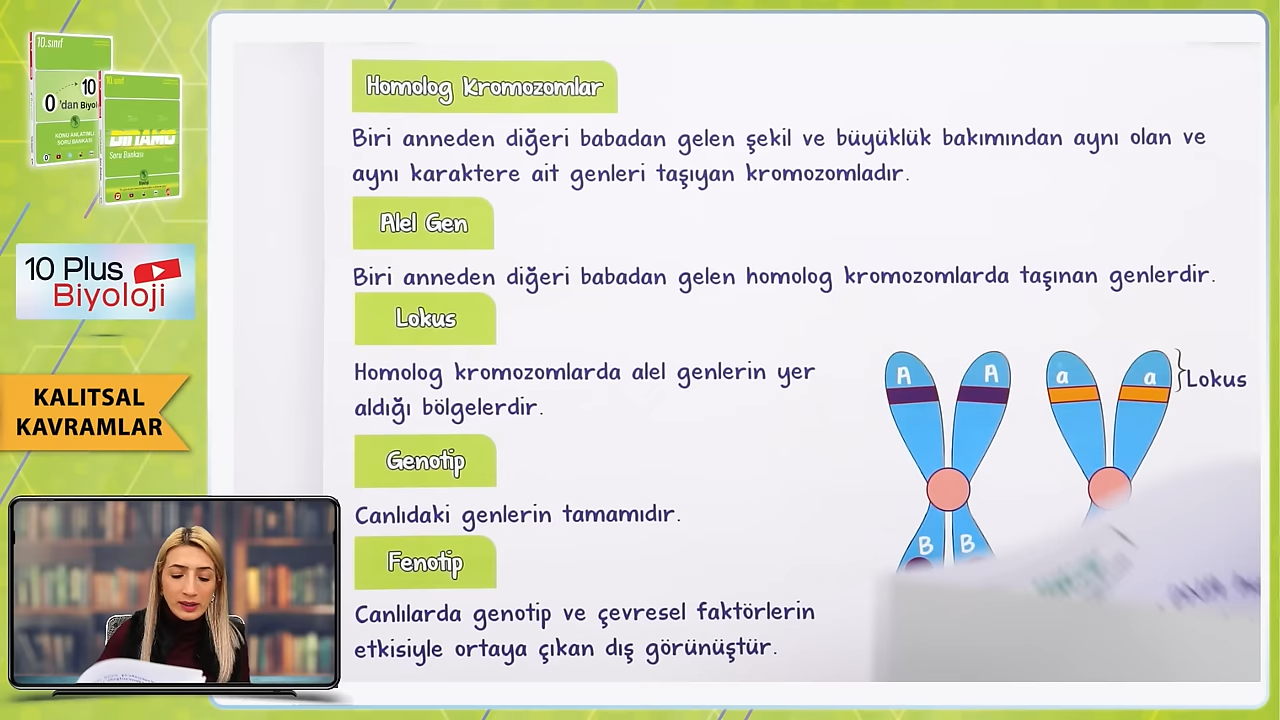 10.sınıf
0 'dan 10
Biyol
KONU ANLATIMLI
SORU BANKASI
10.sınıf
DİNAMO
Soru Bankası
10 Plus
Biyoloji
KALITSAL
KAVRAMLAR
Homolog Kromozomlar
Biri anneden diğeri babadan gelen şekil ve büyüklük bakımından aynı olan ve
aynı karaktere ait genleri taşıyan kromozomladır.
Alel Gen
Biri anneden diğeri babadan gelen homolog kromozomlarda taşınan genlerdir.
Lokus
Homolog kromozomlarda alel genlerin yer
aldığı bölgelerdir.
A A a a Lokus
Genotip
Canlıdaki genlerin tamamıdır.
B B
Fenotip
Canlılarda genotip ve çevresel faktörlerin
etkisiyle ortaya çıkan dış görünüştür.